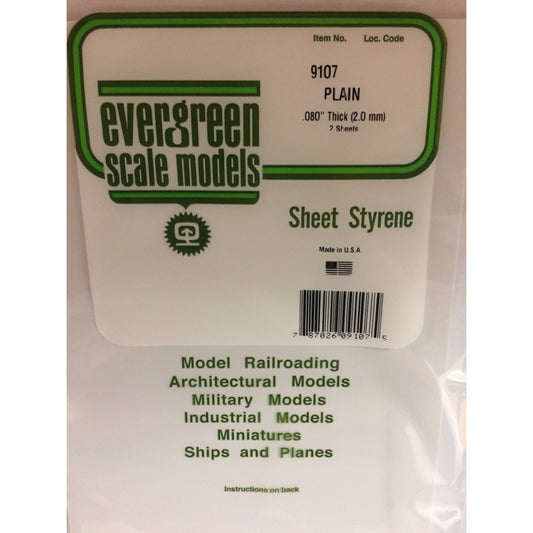 Item No. Loc. Code
9107
PLAIN
.080" Thick (2.0 mm)
2 Sheets
evergreen
scale models
Sheet Styrene
Made in U.S.A.
7 87026 09107 5
Model Railroading
Architectural Models
Military Models
Industrial Models
Miniatures
Ships and Planes
Instructions on back